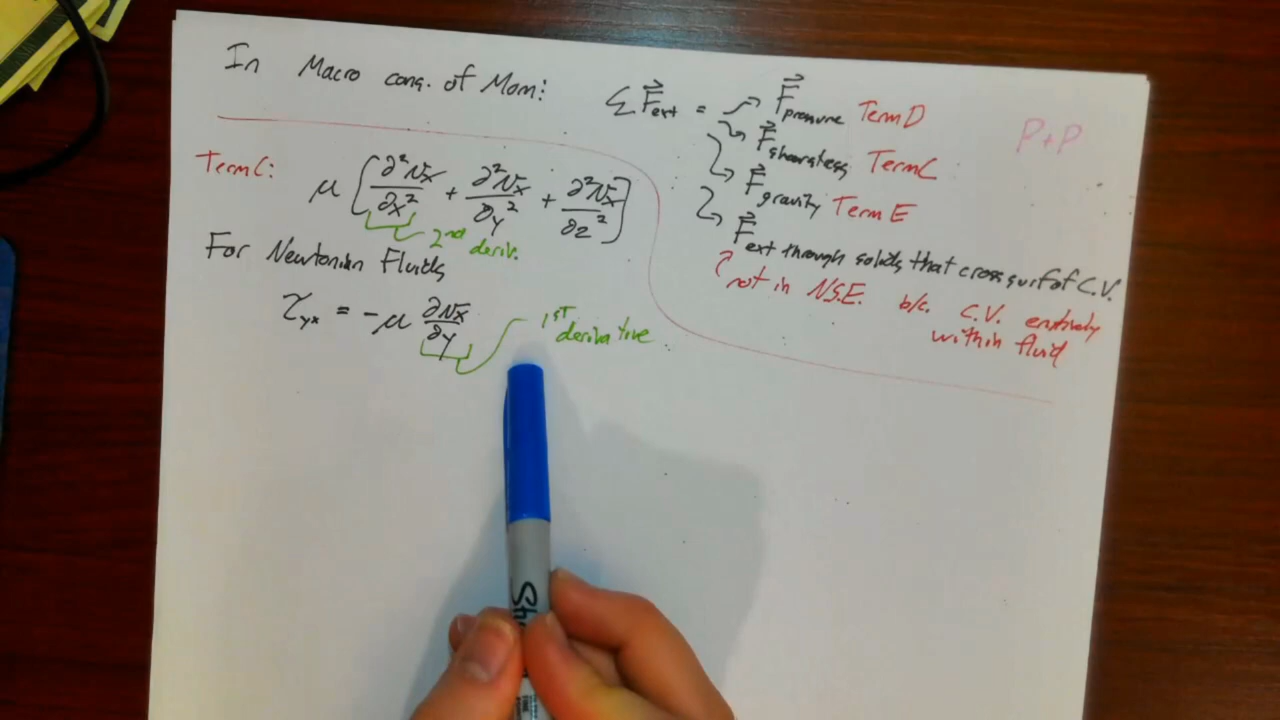 In Macro cons. of Mom:
Σ F⃗ext = F⃗pressure Term D
F⃗shear stress Term C
F⃗gravity Term E
F⃗ext through solids that cross surf of C.V.
not in N.S.E. b/c. C.V. entirely
within fluid
P+P
Term C:
μ [∂²Vx/∂x² + ∂²Vx/∂y² + ∂²Vx/∂z²]
2nd deriv.
For Newtonian Fluids
τyx = -μ ∂Vx/∂y
1ST
derivative